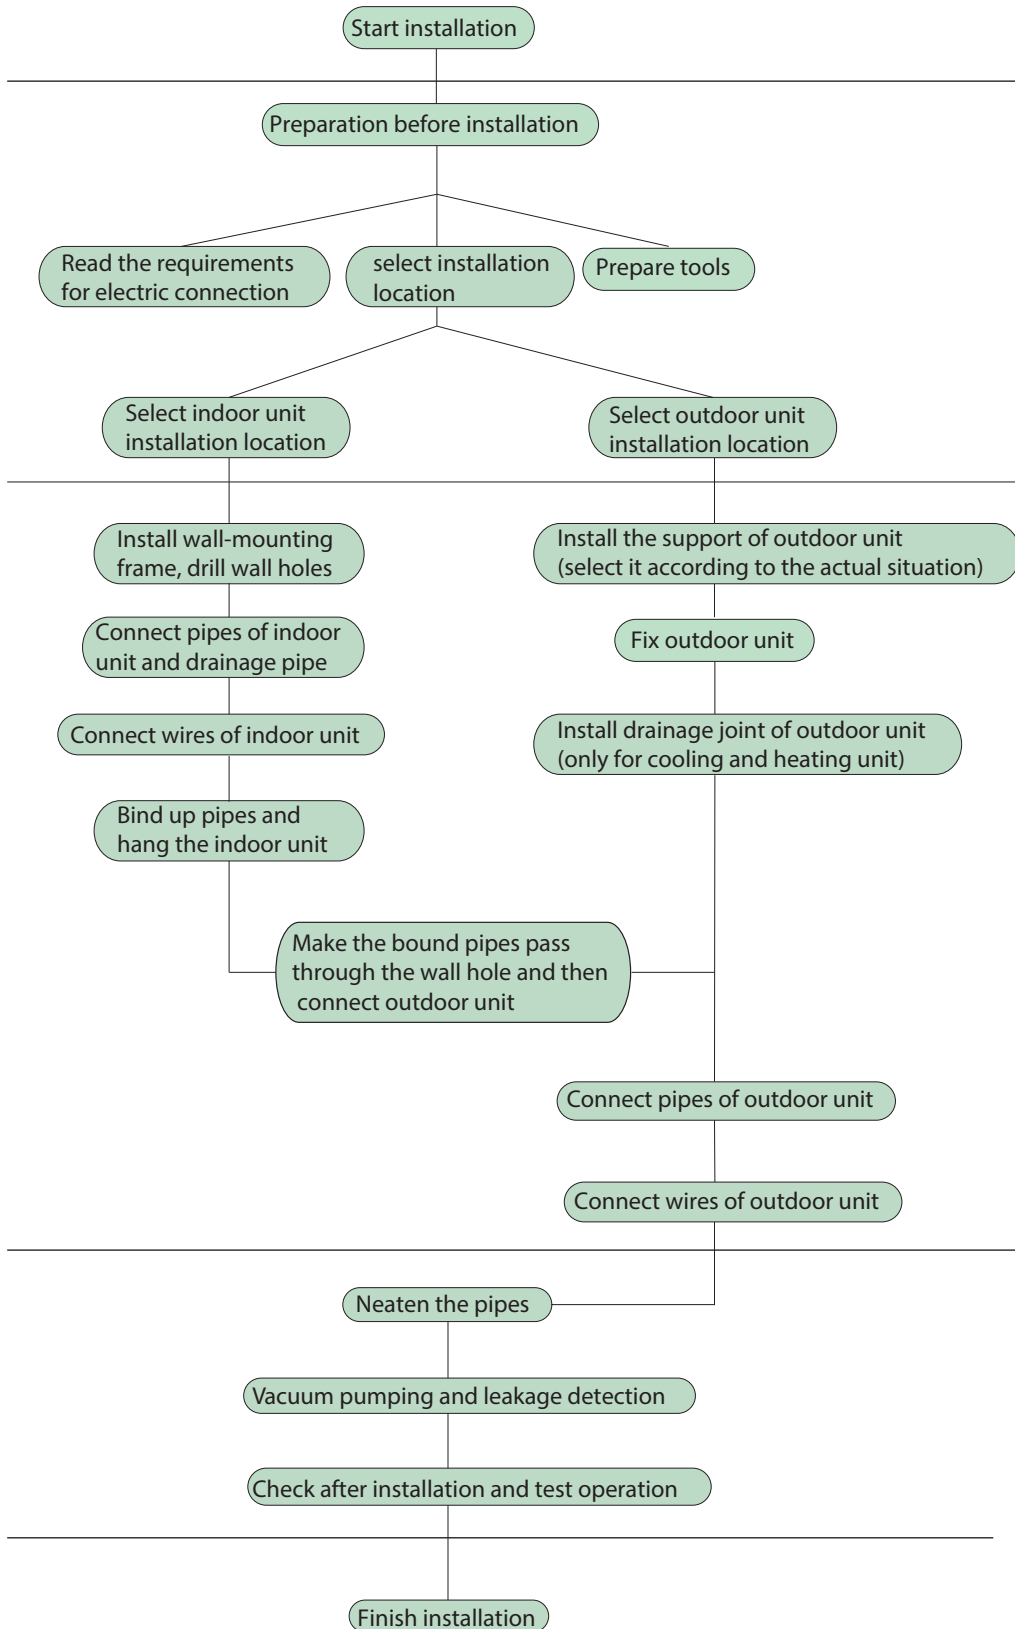 Start installation
Preparation before installation
Read the requirements
for electric connection
select installation
location
Prepare tools
Select indoor unit
installation location
Select outdoor unit
installation location
Install wall-mounting
frame, drill wall holes
Install the support of outdoor unit
(select it according to the actual situation)
Connect pipes of indoor
unit and drainage pipe
Fix outdoor unit
Connect wires of indoor unit
Install drainage joint of outdoor unit
(only for cooling and heating unit)
Bind up pipes and
hang the indoor unit
Make the bound pipes pass
through the wall hole and then
connect outdoor unit
Connect pipes of outdoor unit
Connect wires of outdoor unit
Neaten the pipes
Vacuum pumping and leakage detection
Check after installation and test operation
Finish installation